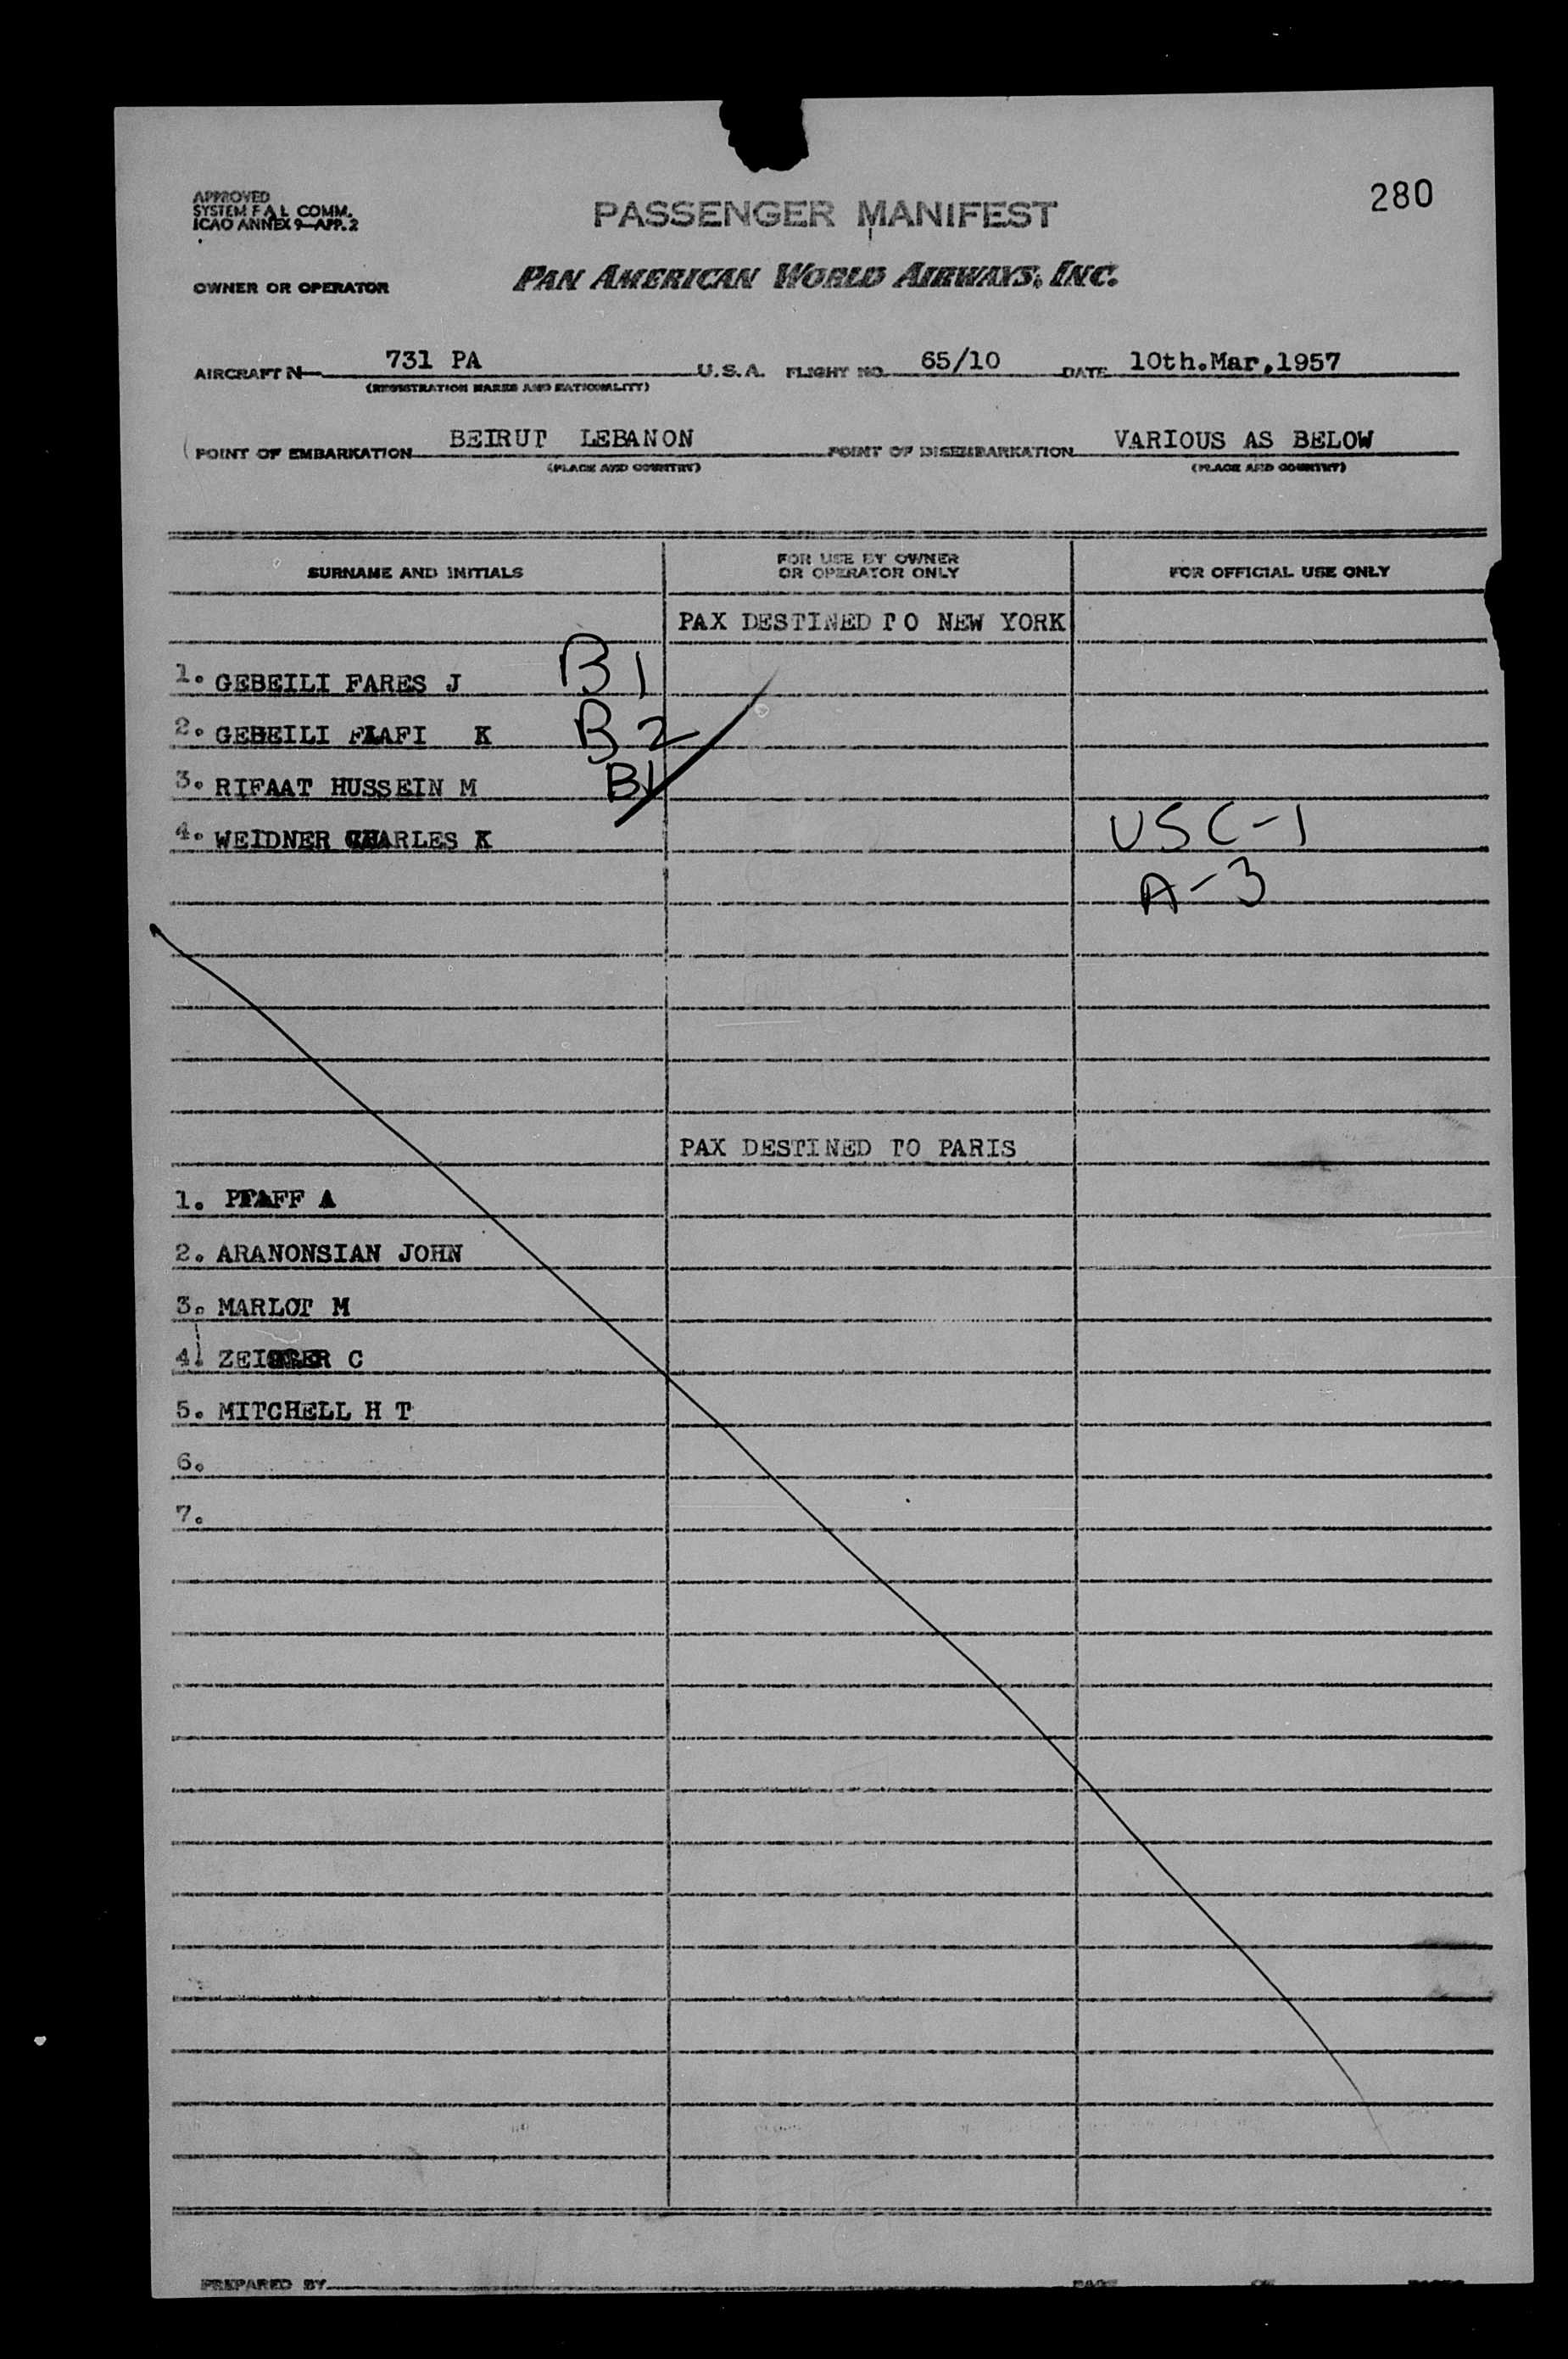 280
APPROVED
SYSTEM F A L COMM.
ICAO ANNEX 9—APP. 2
PASSENGER MANIFEST
OWNER OR OPERATOR PAN AMERICAN WORLD AIRWAYS, INC.
AIRCRAFT N— 731 PA U.S.A. FLIGHT NO. 65/10 DATE 10th.Mar.1957
(REGISTRATION MARKS AND NATIONALITY)
POINT OF EMBARKATION BEIRUT LEBANON POINT OF DISEMBARKATION VARIOUS AS BELOW
(PLACE AND COUNTRY) (PLACE AND COUNTRY)
SURNAME AND INITIALS FOR USE BY OWNER OR OPERATOR ONLY FOR OFFICIAL USE ONLY
PAX DESTINED TO NEW YORK
1. GEBEILI FARES J B1
2. GEBEILI K B2
3. RIFAAT HUSSEIN M B1
4. WEIDNER CHARLES K USC-1
A-3
PAX DESTINED TO PARIS
1. PFAFF A
2. ARANONSIAN JOHN
3. MARLOT M
4. C
5. MITCHELL H T
6.
7.
PREPARED BY PAGE OF PAGES